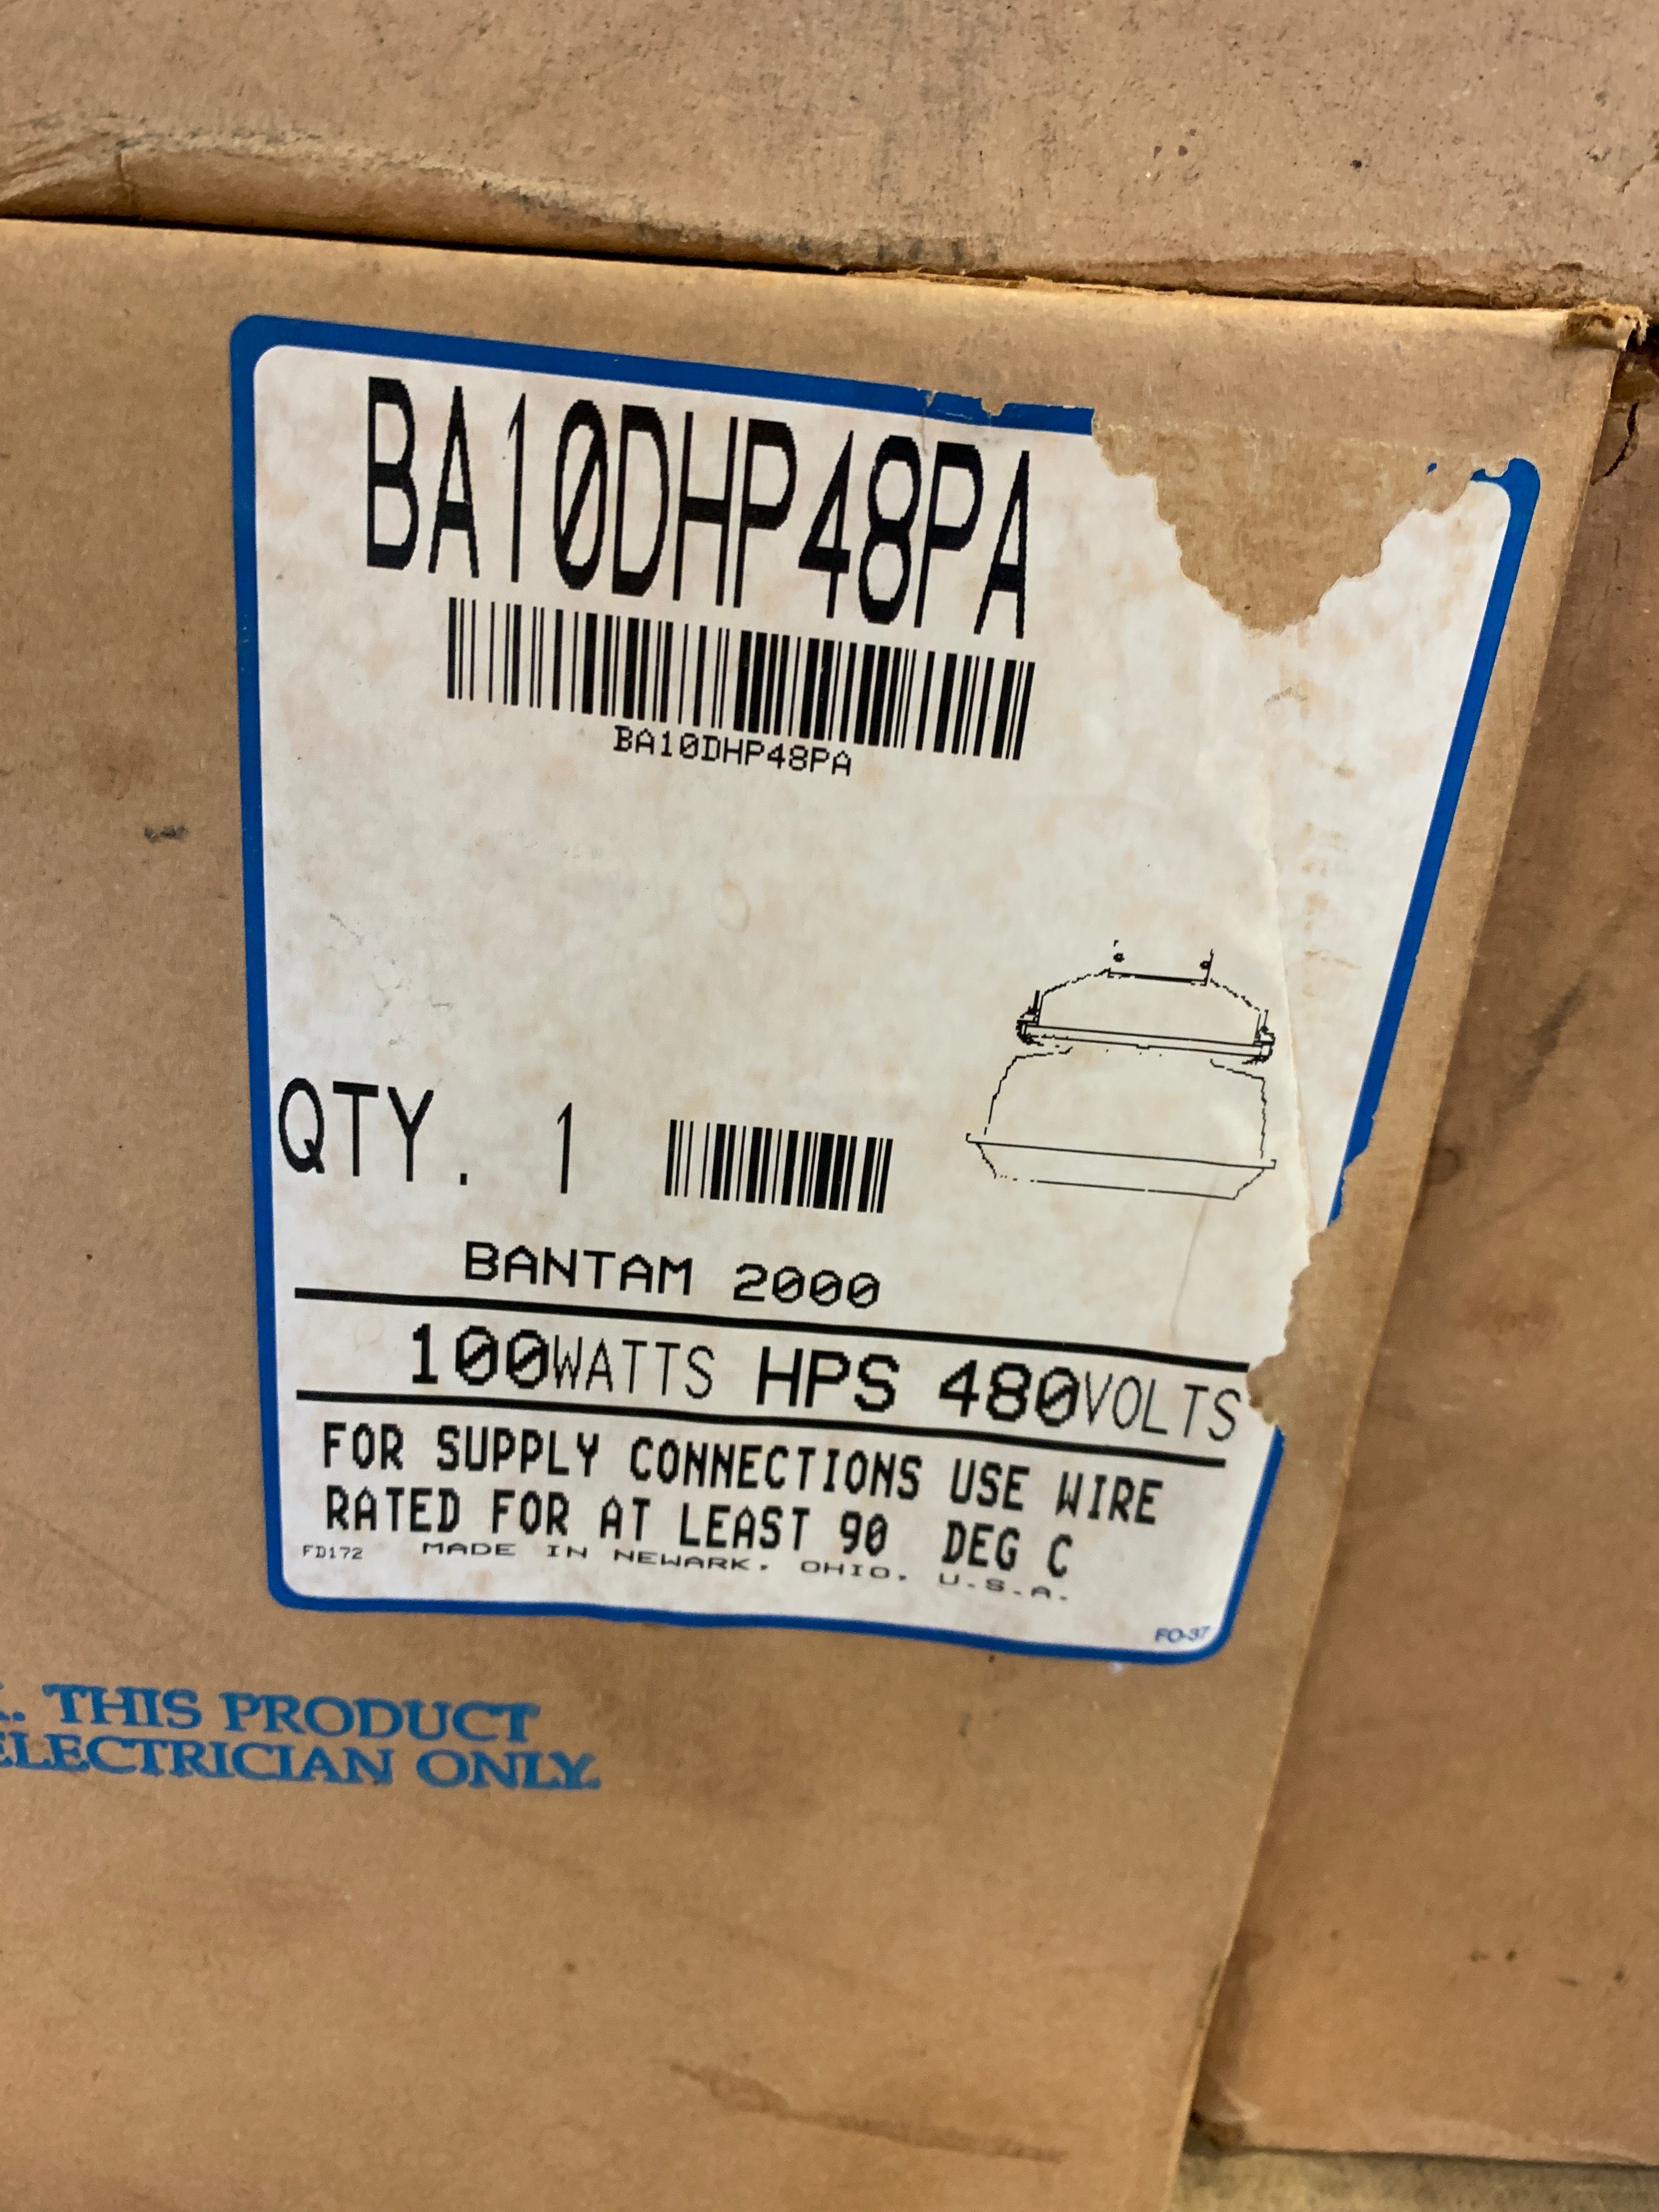 BA10DHP48PA
BA10DHP48PA
QTY. 1
BANTAM 2000
100WATTS HPS 480VOLTS
FOR SUPPLY CONNECTIONS USE WIRE
RATED FOR AT LEAST 90 DEG C
FD172 MADE IN NEWARK, OHIO, U.S.A.
FO-37
. THIS PRODUCT
ELECTRICIAN ONLY.